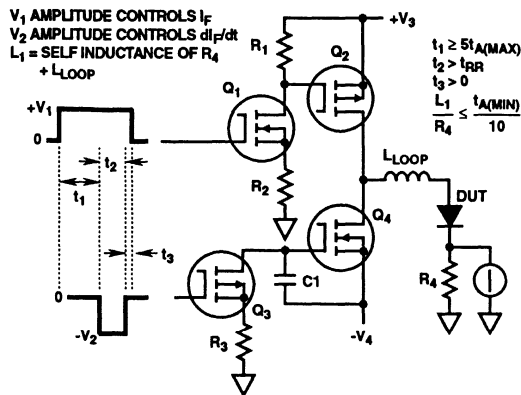 V1 AMPLITUDE CONTROLS IF
V2 AMPLITUDE CONTROLS dIF/dt
L1 = SELF INDUCTANCE OF R4
+ LLOOP
+V3
t1 ≥ 5tA(MAX)
t2 > tRR
t3 > 0
L1/R4 ≤ tA(MIN)/10
R1
Q2
Q1
+V1
0
t2
t1
t3
R2
LLOOP
DUT
Q4
R4
C1
0
-V2
Q3
R3
-V4